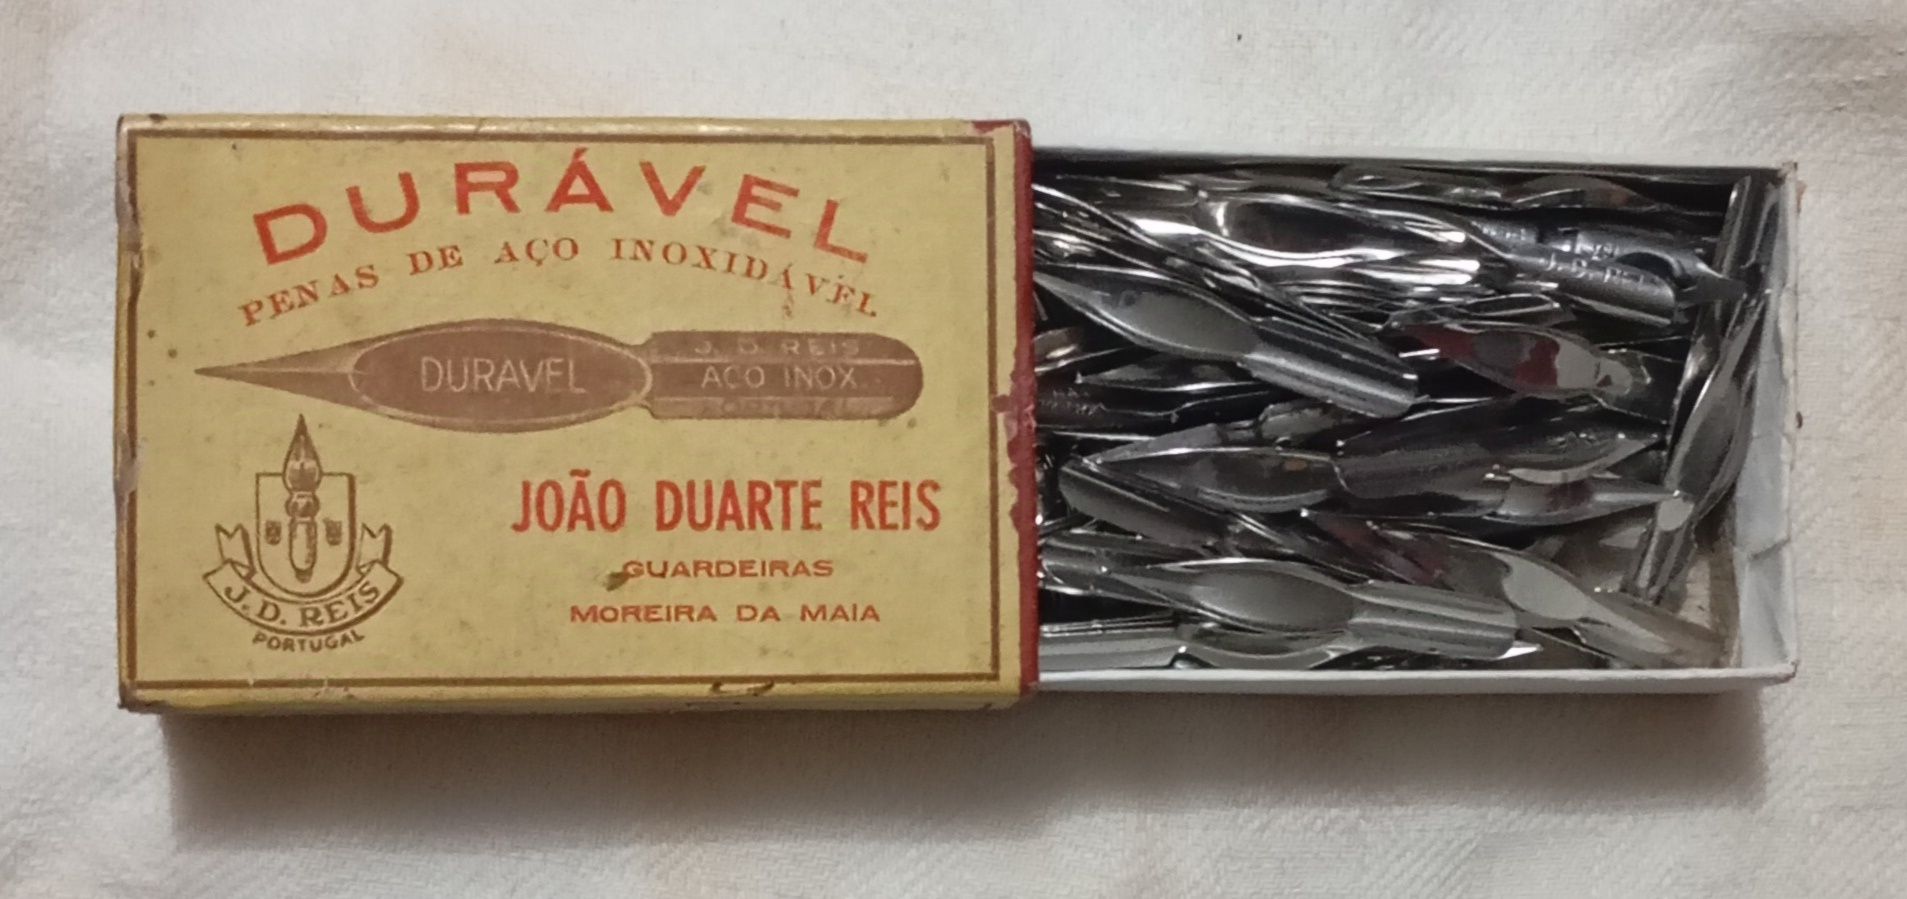 DURÁVEL
PENAS DE AÇO INOXIDÁVEL
J. D. REIS
DURAVEL
AÇO INOX
JOÃO DUARTE REIS
GUARDEIRAS
MOREIRA DA MAIA
J. D. REIS
PORTUGAL
J. D.